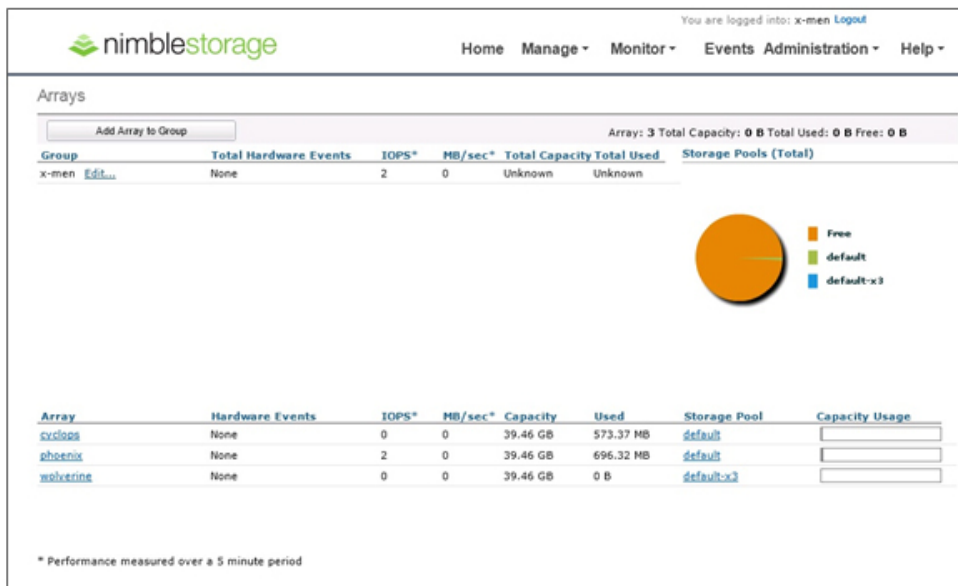 You are logged into: x-men Logout
nimblestorage
Home Manage Monitor Events Administration Help
Arrays
Add Array to Group
Array: 3 Total Capacity: 0 B Total Used: 0 B Free: 0 B
Group Total Hardware Events IOPS* MB/sec* Total Capacity Total Used
x-men Edit... None 2 0 Unknown Unknown
Storage Pools (Total)
Free
default
default-x3
Array Hardware Events IOPS* MB/sec* Capacity Used Storage Pool Capacity Usage
cyclops None 0 0 39.46 GB 573.37 MB default
phoenix None 2 0 39.46 GB 696.32 MB default
wolverine None 0 0 39.46 GB 0 B default-x3
* Performance measured over a 5 minute period